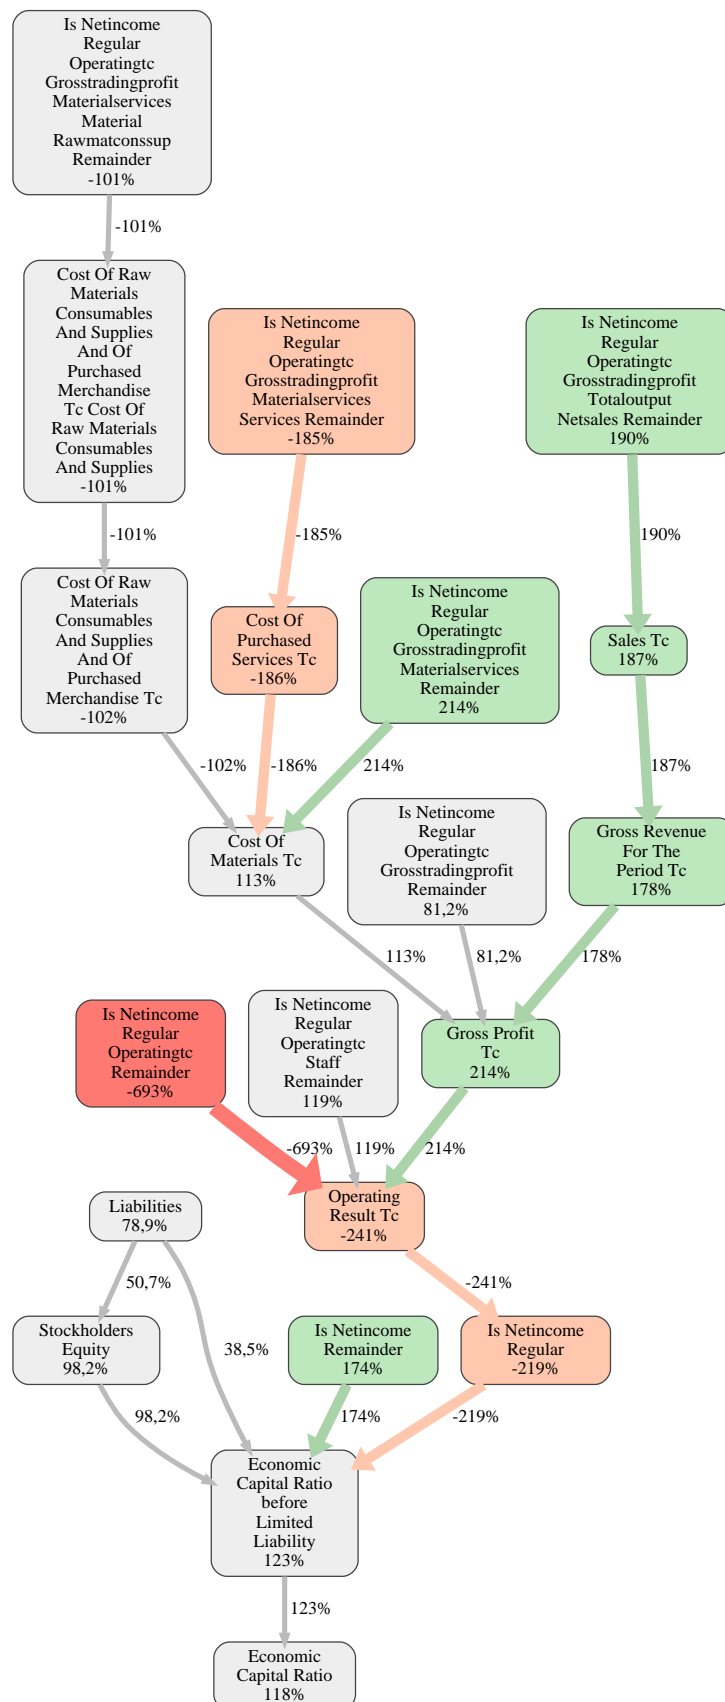 Is Netincome
Regular
Operatingtc
Grosstradingprofit
Materialservices
Material
Rawmatconssup
Remainder
-101%
-101%
Cost Of Raw
Materials
Consumables
And Supplies
And Of
Purchased
Merchandise
Tc Cost Of
Raw Materials
Consumables
And Supplies
-101%
Is Netincome
Regular
Operatingtc
Grosstradingprofit
Materialservices
Services Remainder
-185%
Is Netincome
Regular
Operatingtc
Grosstradingprofit
Totaloutput
Netsales Remainder
190%
-101%
-185%
190%
Cost Of Raw
Materials
Consumables
And Supplies
And Of
Purchased
Merchandise Tc
-102%
Cost Of
Purchased
Services Tc
-186%
Is Netincome
Regular
Operatingtc
Grosstradingprofit
Materialservices
Remainder
214%
Sales Tc
187%
-102%
-186%
214%
187%
Cost Of
Materials Tc
113%
Is Netincome
Regular
Operatingtc
Grosstradingprofit
Remainder
81,2%
Gross Revenue
For The
Period Tc
178%
113%
81,2%
178%
Is Netincome
Regular
Operatingtc
Remainder
-693%
Is Netincome
Regular
Operatingtc
Staff
Remainder
119%
Gross Profit
Tc
214%
-693%
119%
214%
Liabilities
78,9%
Operating
Result Tc
-241%
50,7%
-241%
Stockholders
Equity
98,2%
38,5%
Is Netincome
Remainder
174%
Is Netincome
Regular
-219%
98,2%
174%
-219%
Economic
Capital Ratio
before
Limited
Liability
123%
123%
Economic
Capital Ratio
118%